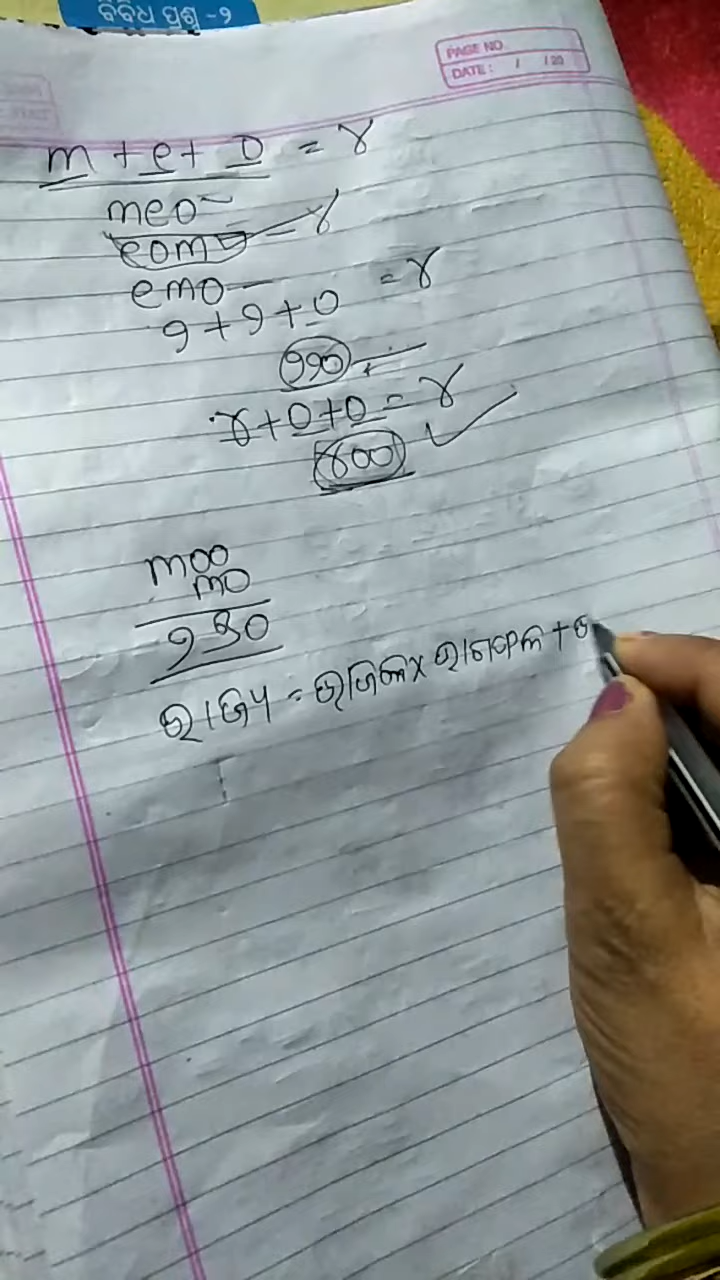 ବିବିଧ ପ୍ରଶ୍ନ -୨
PAGE NO.
DATE: / /20
୩ + ୧ + ୦ = ୪
୩୧୦
୧୦୩ = ୪
୧୩୦
୨ + ୨ + ୦ = ୪
୨୨୦
୪ + ୦ + ୦ = ୪
୪୦୦
୩୦୦
୩୦
୨୭୦
ଭାଜ୍ୟ = ଭାଜକ × ଭାଗଫଳ +